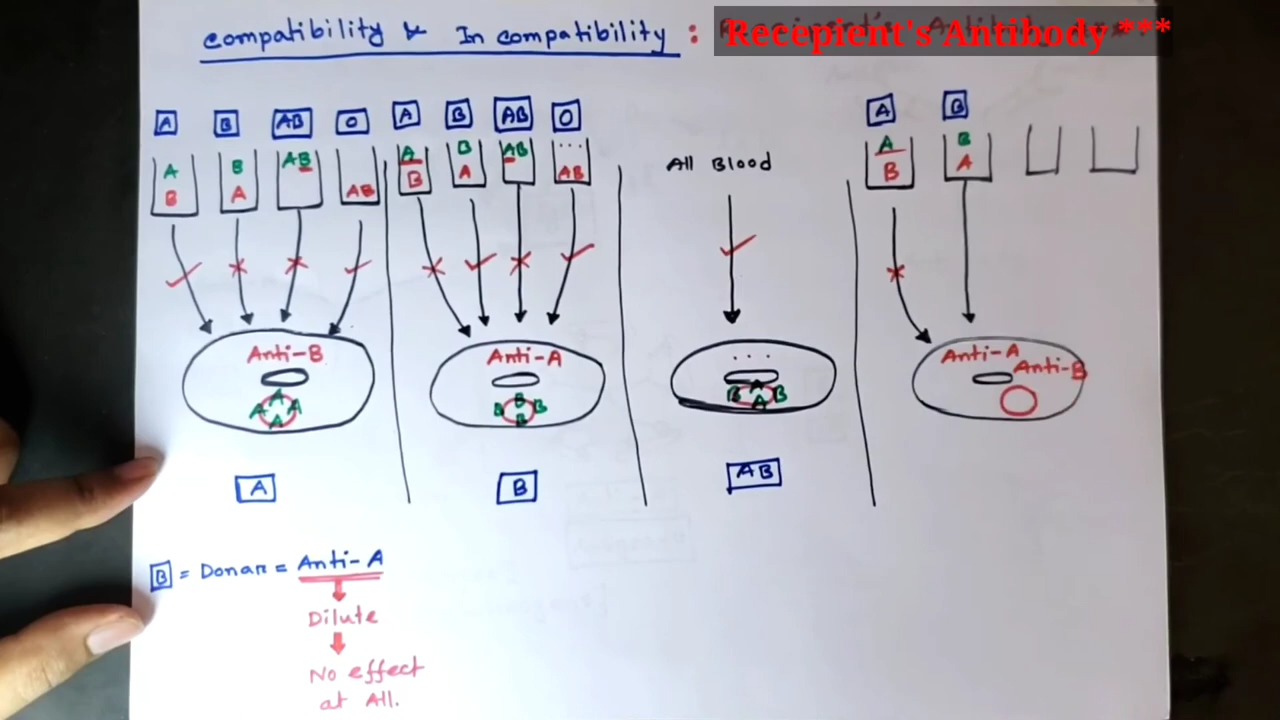 Compatibility & In compatibility : Recepient's Antibody ***
A B AB O A B AB O A B
A B AB A B AB ... A B
B A AB B A AB B A
All Blood
Anti-B Anti-A ... Anti-A Anti-B
A A A A B B B B B A B A
A B AB
B = Donar = Anti-A
Dilute
No effect
at All.